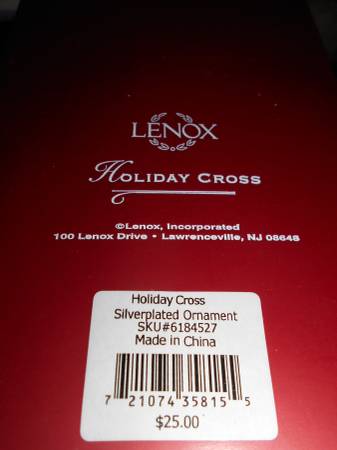 LENOX
HOLIDAY CROSS
©Lenox, Incorporated
100 Lenox Drive • Lawrenceville, NJ 08648
Holiday Cross
Silverplated Ornament
SKU#6184527
Made in China
7 21074 35815 5
$25.00